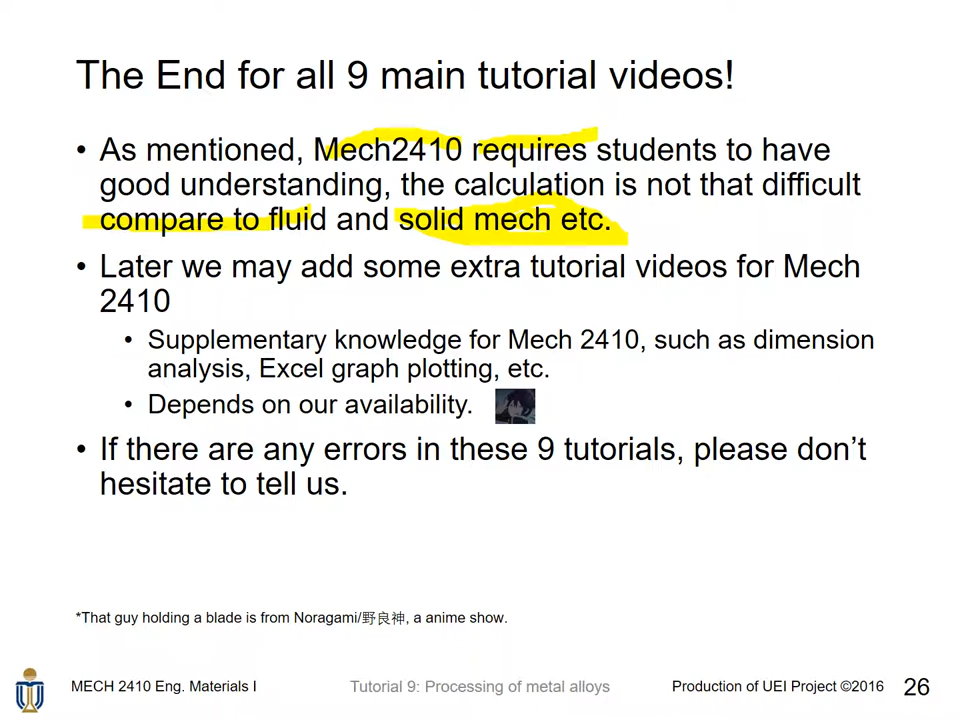 The End for all 9 main tutorial videos!
• As mentioned, Mech2410 requires students to have
good understanding, the calculation is not that difficult
compare to fluid and solid mech etc.
• Later we may add some extra tutorial videos for Mech
2410
• Supplementary knowledge for Mech 2410, such as dimension
analysis, Excel graph plotting, etc.
• Depends on our availability.
• If there are any errors in these 9 tutorials, please don’t
hesitate to tell us.
*That guy holding a blade is from Noragami/野良神, a anime show.
MECH 2410 Eng. Materials I
Tutorial 9: Processing of metal alloys
Production of UEI Project ©2016
26